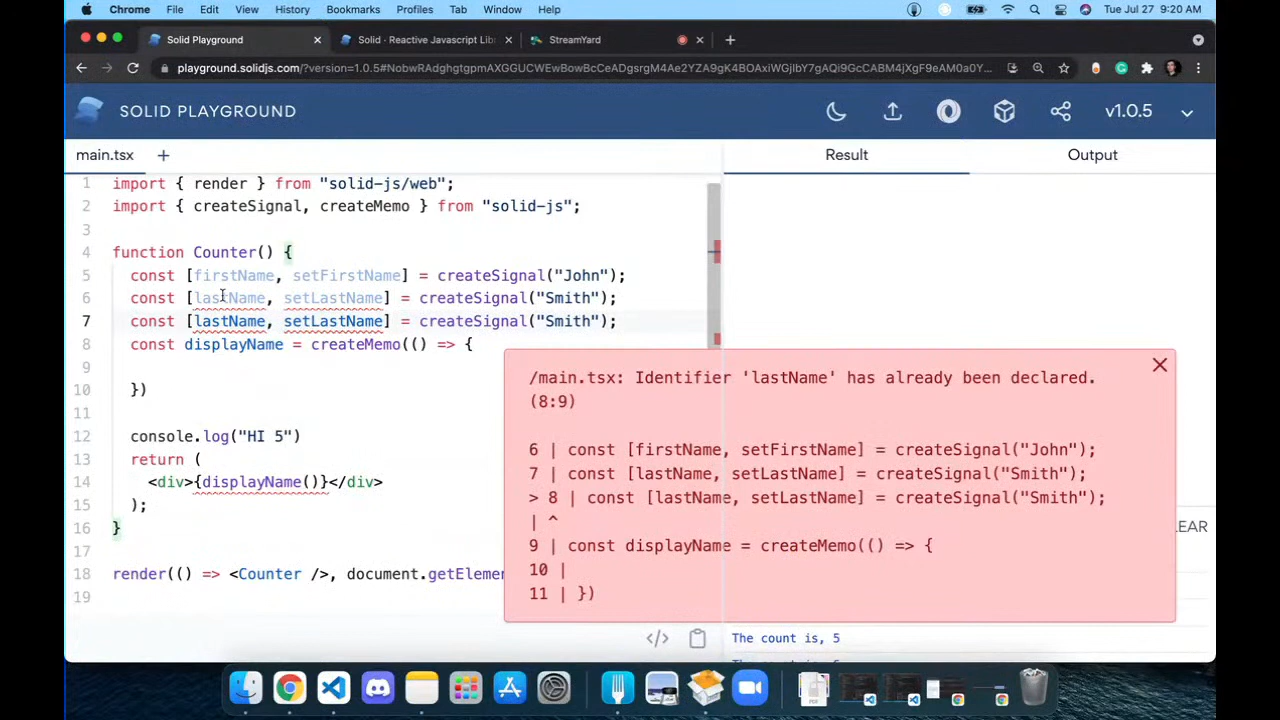 Chrome File Edit View History Bookmarks Profiles Tab Window Help Tue Jul 27 9:20 AM
Solid Playground Solid - Reactive Javascript Lib StreamYard
playground.solidjs.org/?version=1.0.5#
SOLID PLAYGROUND v1.0.5
main.tsx + Result Output
1 import { render } from "solid-js/web";
2 import { createSignal, createMemo } from "solid-js";
3
4 function Counter() {
5 const [firstName, setFirstName] = createSignal("John");
6 const [lastName, setLastName] = createSignal("Smith");
7 const [lastName, setLastName] = createSignal("Smith");
8 const displayName = createMemo(() => {
9
10 })
11
12 console.log("HI 5")
13 return (
14 <div>{displayName()}</div>
15 );
16 }
17
18 render(() => <Counter />, document.getElemen
19
/main.tsx: Identifier 'lastName' has already been declared.
(8:9)
6 | const [firstName, setFirstName] = createSignal("John");
7 | const [lastName, setLastName] = createSignal("Smith");
> 8 | const [lastName, setLastName] = createSignal("Smith");
| ^
9 | const displayName = createMemo(() => {
10 |
11 | })
LEAR
The count is, 5